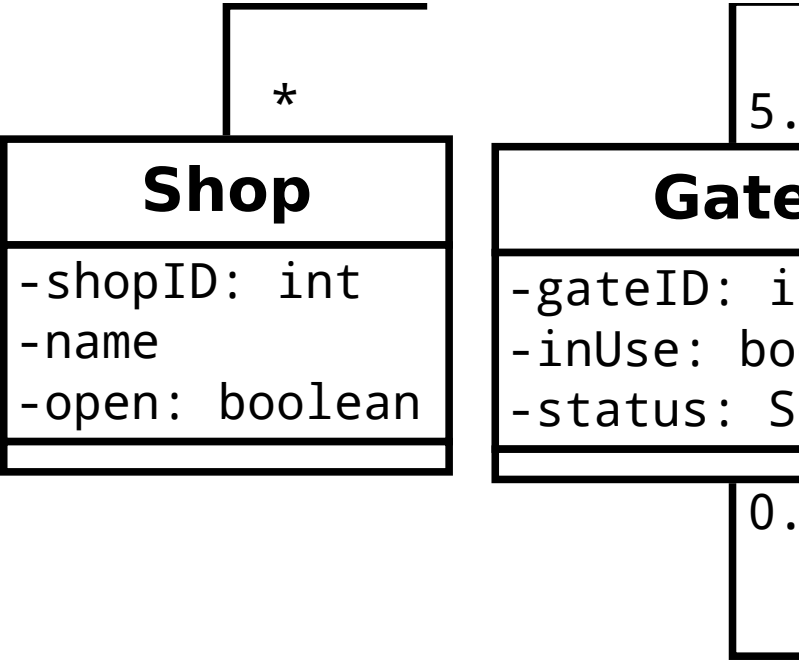 *
Shop
-shopID: int
-name
-open: boolean
5.
Gate
-gateID: i
-inUse: bo
-status: S
0.